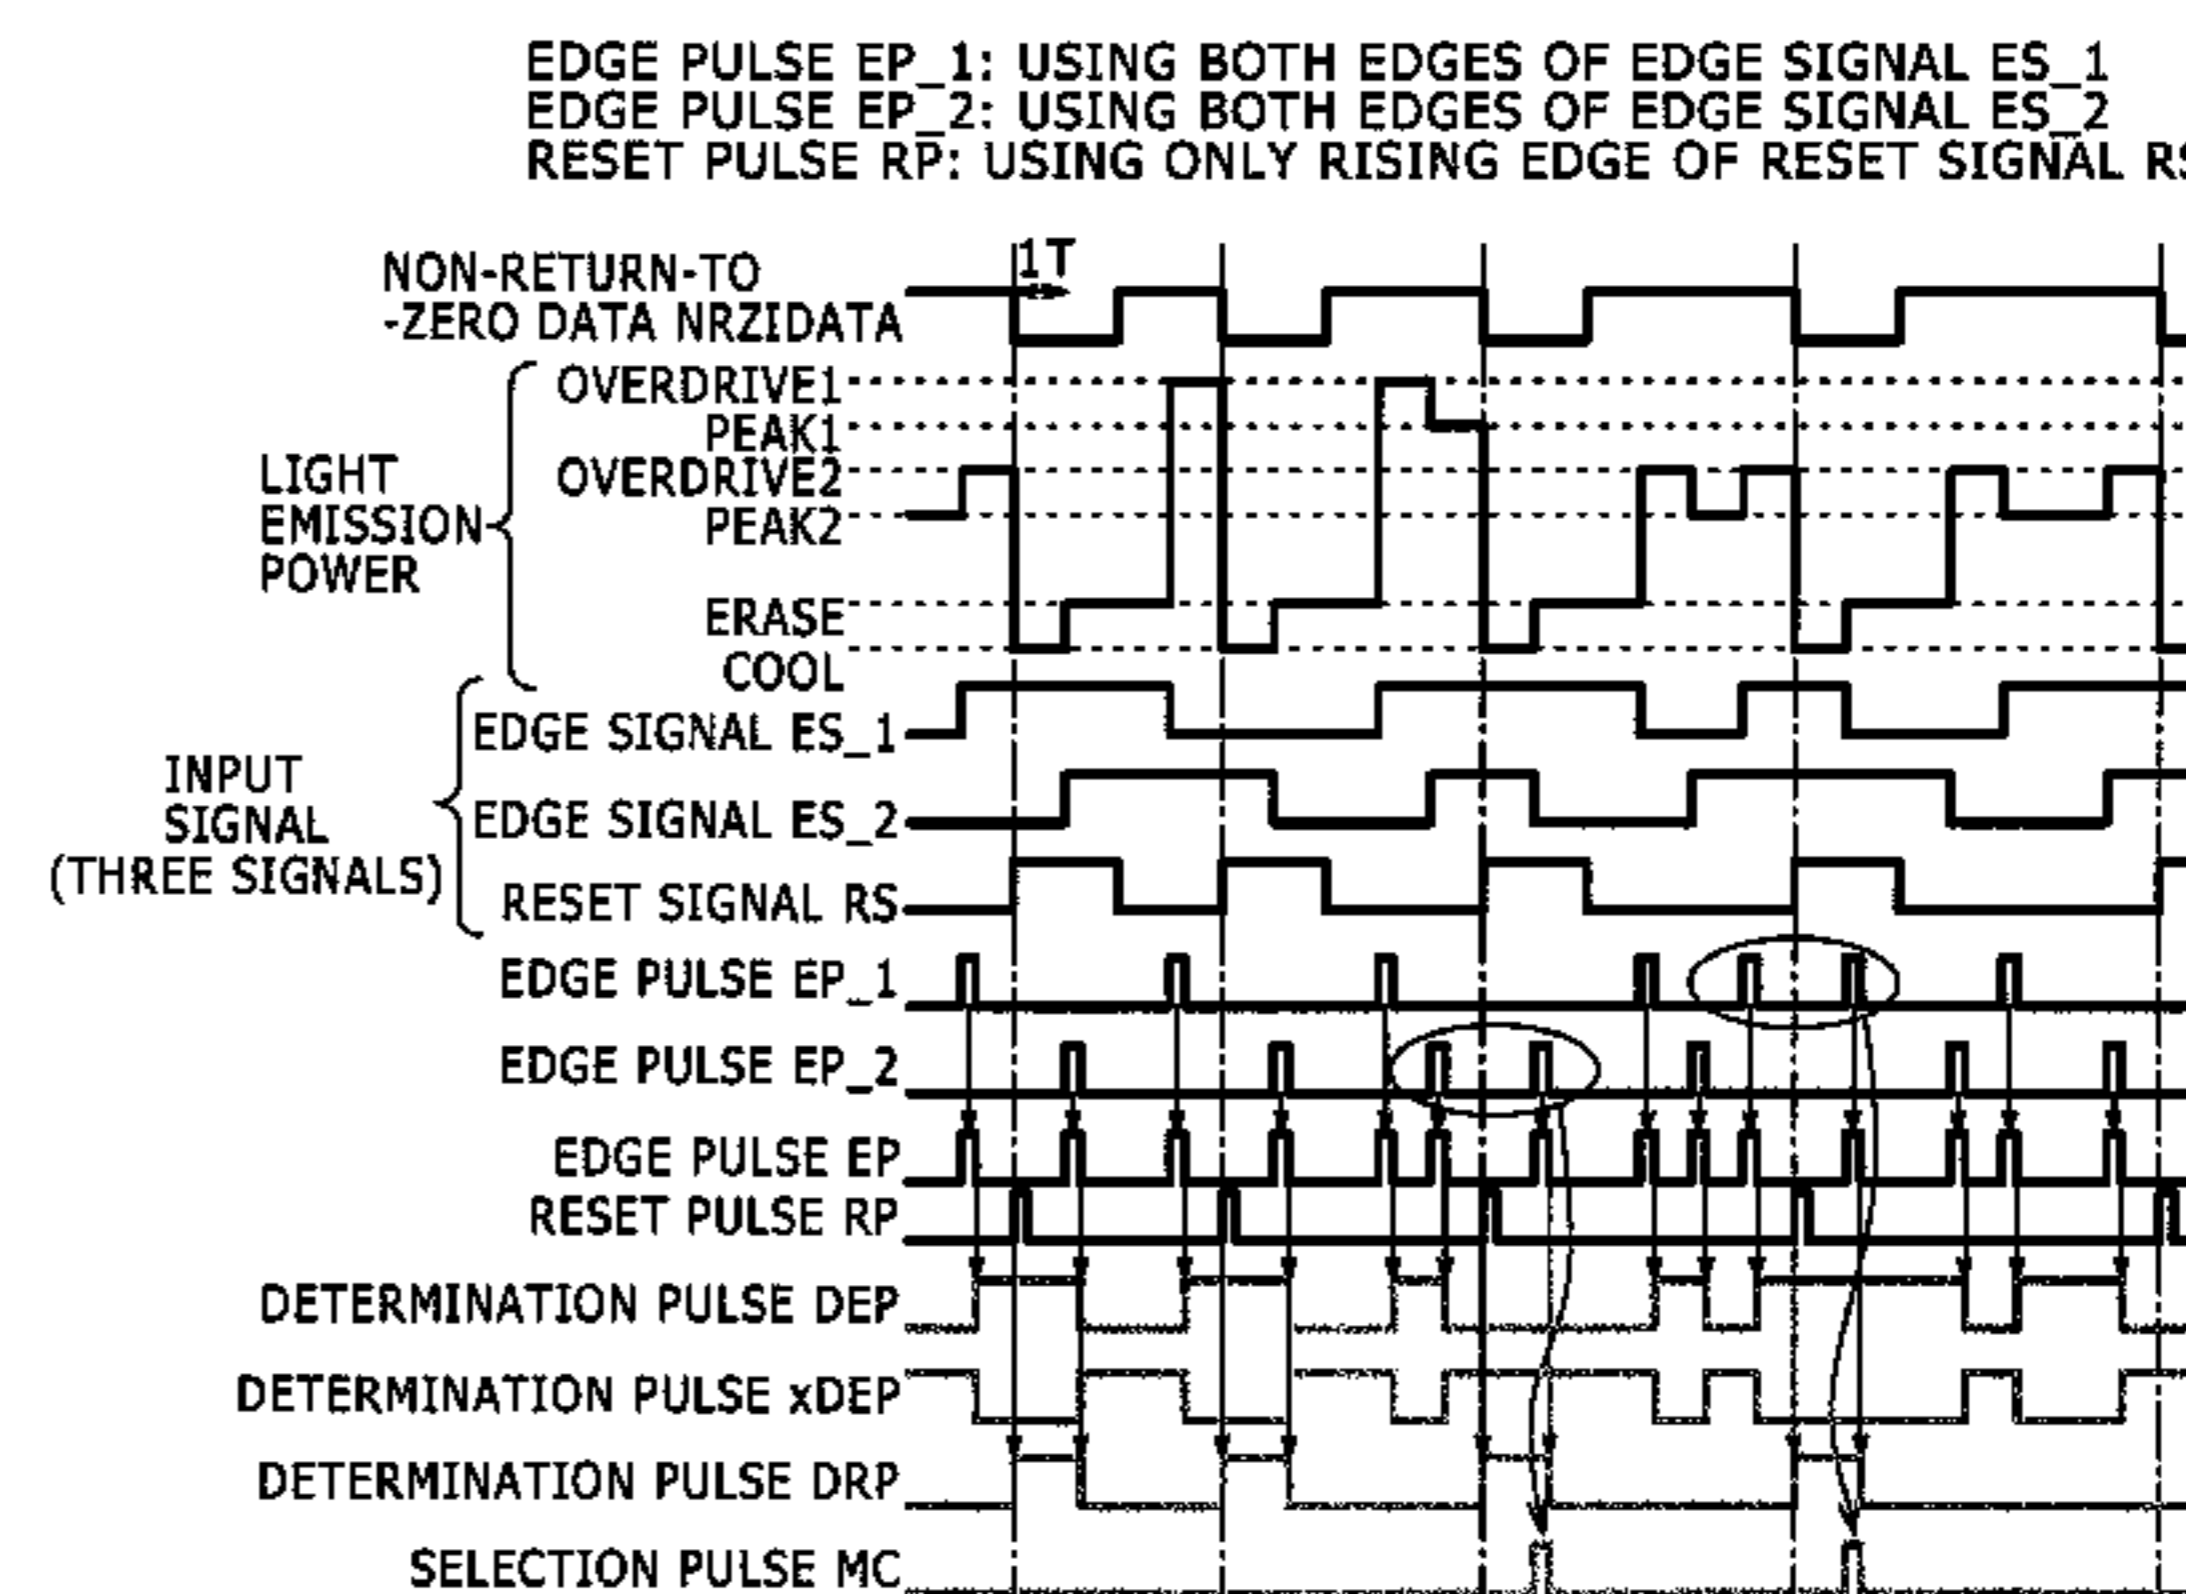 EDGE PULSE EP_1: USING BOTH EDGES OF EDGE SIGNAL ES_1
EDGE PULSE EP_2: USING BOTH EDGES OF EDGE SIGNAL ES_2
RESET PULSE RP: USING ONLY RISING EDGE OF RESET SIGNAL RS
1T
NON-RETURN-TO
-ZERO DATA NRZIDATA
LIGHT
EMISSION
POWER
OVERDRIVE1
PEAK1
OVERDRIVE2
PEAK2
ERASE
COOL
INPUT
SIGNAL
(THREE SIGNALS)
EDGE SIGNAL ES_1
EDGE SIGNAL ES_2
RESET SIGNAL RS
EDGE PULSE EP_1
EDGE PULSE EP_2
EDGE PULSE EP
RESET PULSE RP
DETERMINATION PULSE DEP
DETERMINATION PULSE xDEP
DETERMINATION PULSE DRP
SELECTION PULSE MC